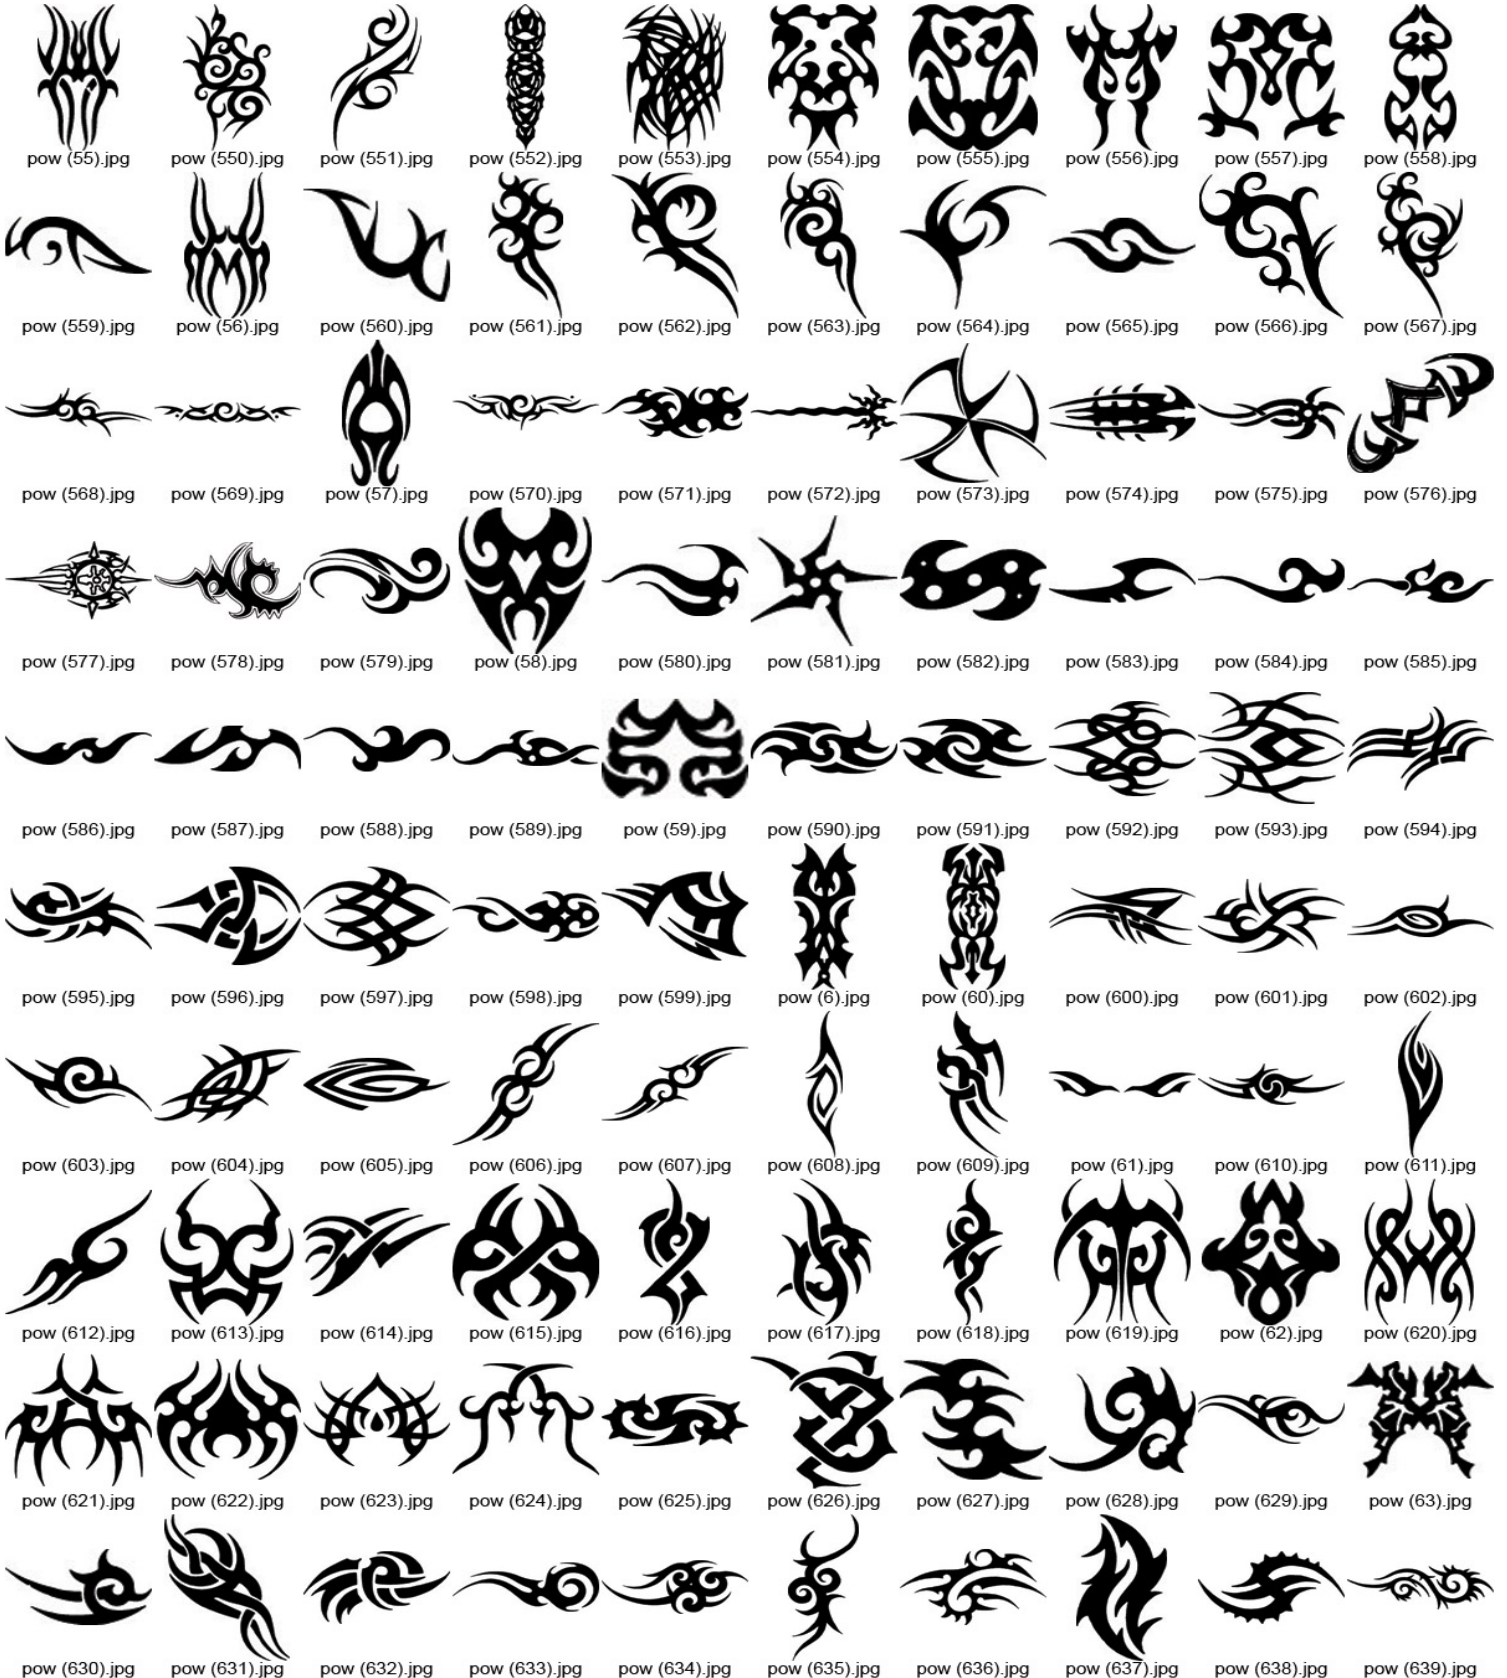 pow (55).jpg pow (550).jpg pow (551).jpg pow (552).jpg pow (553).jpg pow (554).jpg pow (555).jpg pow (556).jpg pow (557).jpg pow (558).jpg
pow (559).jpg pow (56).jpg pow (560).jpg pow (561).jpg pow (562).jpg pow (563).jpg pow (564).jpg pow (565).jpg pow (566).jpg pow (567).jpg
pow (568).jpg pow (569).jpg pow (57).jpg pow (570).jpg pow (571).jpg pow (572).jpg pow (573).jpg pow (574).jpg pow (575).jpg pow (576).jpg
pow (577).jpg pow (578).jpg pow (579).jpg pow (58).jpg pow (580).jpg pow (581).jpg pow (582).jpg pow (583).jpg pow (584).jpg pow (585).jpg
pow (586).jpg pow (587).jpg pow (588).jpg pow (589).jpg pow (59).jpg pow (590).jpg pow (591).jpg pow (592).jpg pow (593).jpg pow (594).jpg
pow (595).jpg pow (596).jpg pow (597).jpg pow (598).jpg pow (599).jpg pow (6).jpg pow (60).jpg pow (600).jpg pow (601).jpg pow (602).jpg
pow (603).jpg pow (604).jpg pow (605).jpg pow (606).jpg pow (607).jpg pow (608).jpg pow (609).jpg pow (61).jpg pow (610).jpg pow (611).jpg
pow (612).jpg pow (613).jpg pow (614).jpg pow (615).jpg pow (616).jpg pow (617).jpg pow (618).jpg pow (619).jpg pow (62).jpg pow (620).jpg
pow (621).jpg pow (622).jpg pow (623).jpg pow (624).jpg pow (625).jpg pow (626).jpg pow (627).jpg pow (628).jpg pow (629).jpg pow (63).jpg
pow (630).jpg pow (631).jpg pow (632).jpg pow (633).jpg pow (634).jpg pow (635).jpg pow (636).jpg pow (637).jpg pow (638).jpg pow (639).jpg